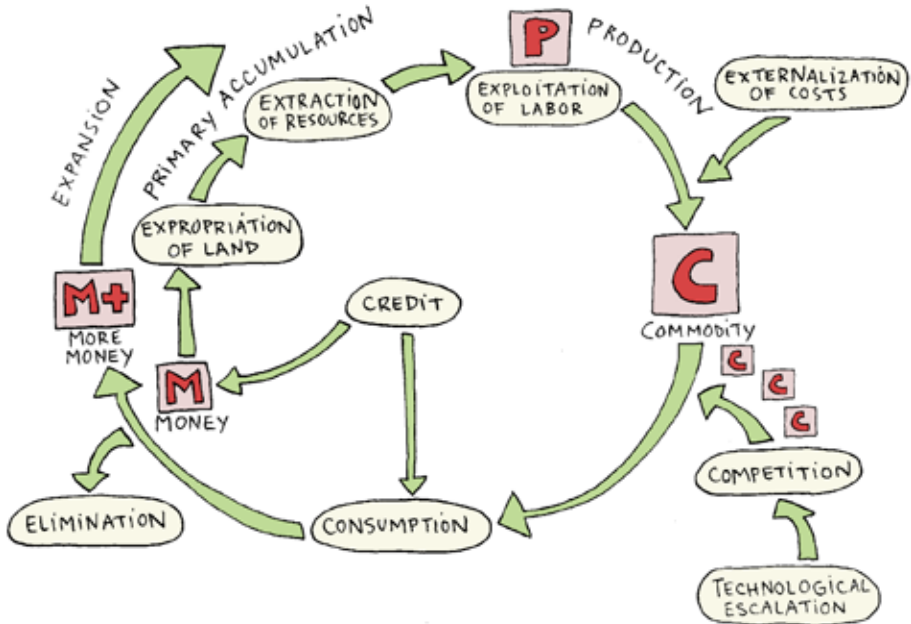 P
PRODUCTION
PRIMARY ACCUMULATION
EXPANSION
EXTRACTION
OF RESOURCES
EXPLOITATION
OF LABOR
EXTERNALIZATION
OF COSTS
EXPROPRIATION
OF LAND
M+
MORE
MONEY
CREDIT
C
COMMODITY
C
C
C
M
MONEY
COMPETITION
ELIMINATION
CONSUMPTION
TECHNOLOGICAL
ESCALATION